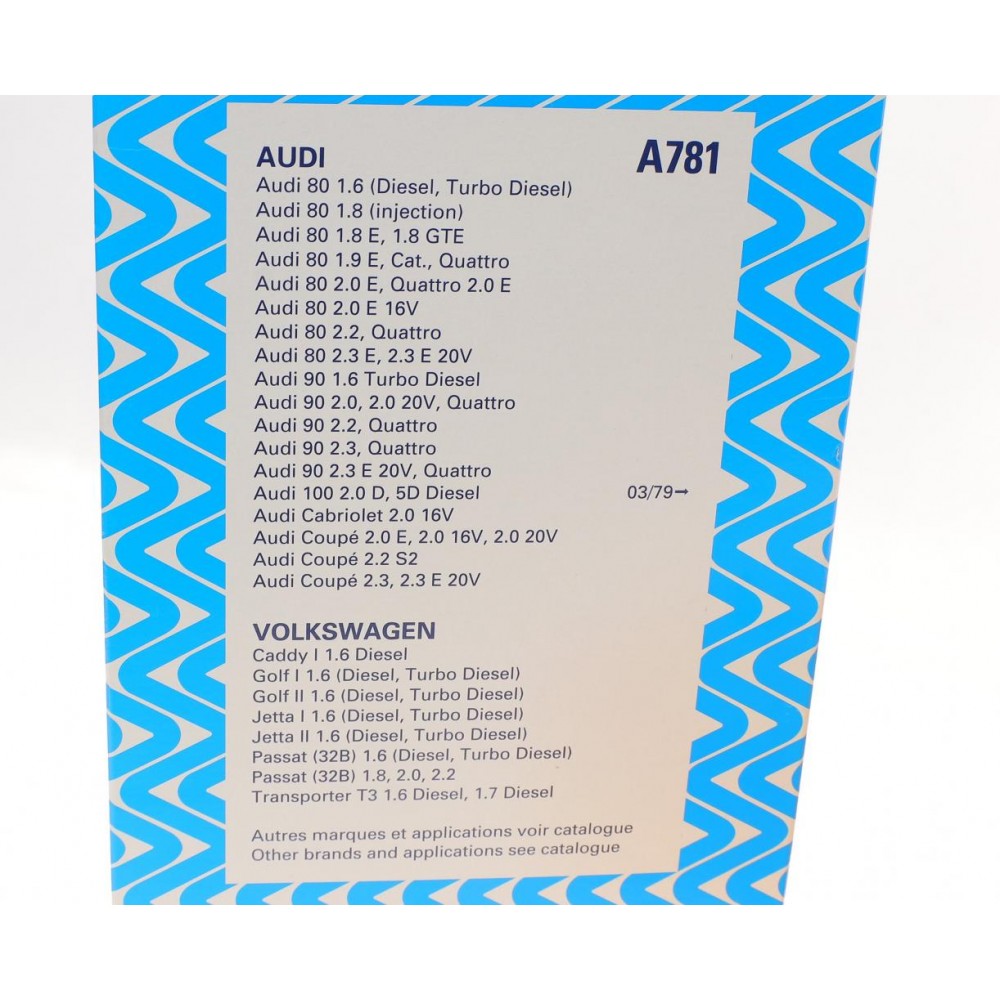 AUDI A781
Audi 80 1.6 (Diesel, Turbo Diesel)
Audi 80 1.8 (injection)
Audi 80 1.8 E, 1.8 GTE
Audi 80 1.9 E, Cat., Quattro
Audi 80 2.0 E, Quattro 2.0 E
Audi 80 2.0 E 16V
Audi 80 2.2, Quattro
Audi 80 2.3 E, 2.3 E 20V
Audi 90 1.6 Turbo Diesel
Audi 90 2.0, 2.0 20V, Quattro
Audi 90 2.2, Quattro
Audi 90 2.3, Quattro
Audi 90 2.3 E 20V, Quattro
Audi 100 2.0 D, 5D Diesel 03/79→
Audi Cabriolet 2.0 16V
Audi Coupé 2.0 E, 2.0 16V, 2.0 20V
Audi Coupé 2.2 S2
Audi Coupé 2.3, 2.3 E 20V
VOLKSWAGEN
Caddy I 1.6 Diesel
Golf I 1.6 (Diesel, Turbo Diesel)
Golf II 1.6 (Diesel, Turbo Diesel)
Jetta I 1.6 (Diesel, Turbo Diesel)
Jetta II 1.6 (Diesel, Turbo Diesel)
Passat (32B) 1.6 (Diesel, Turbo Diesel)
Passat (32B) 1.8, 2.0, 2.2
Transporter T3 1.6 Diesel, 1.7 Diesel
Autres marques et applications voir catalogue
Other brands and applications see catalogue